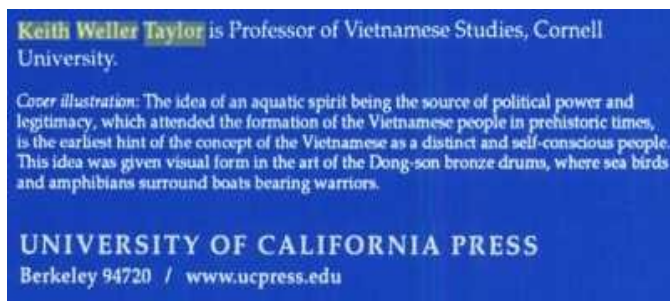 Keith Weller Taylor is Professor of Vietnamese Studies, Cornell
University.
Cover illustration: The idea of an aquatic spirit being the source of political power and
legitimacy, which attended the formation of the Vietnamese people in prehistoric times,
is the earliest hint of the concept of the Vietnamese as a distinct and self-conscious people.
This idea was given visual form in the art of the Dong-son bronze drums, where sea birds
and amphibians surround boats bearing warriors.
UNIVERSITY OF CALIFORNIA PRESS
Berkeley 94720 / www.ucpress.edu